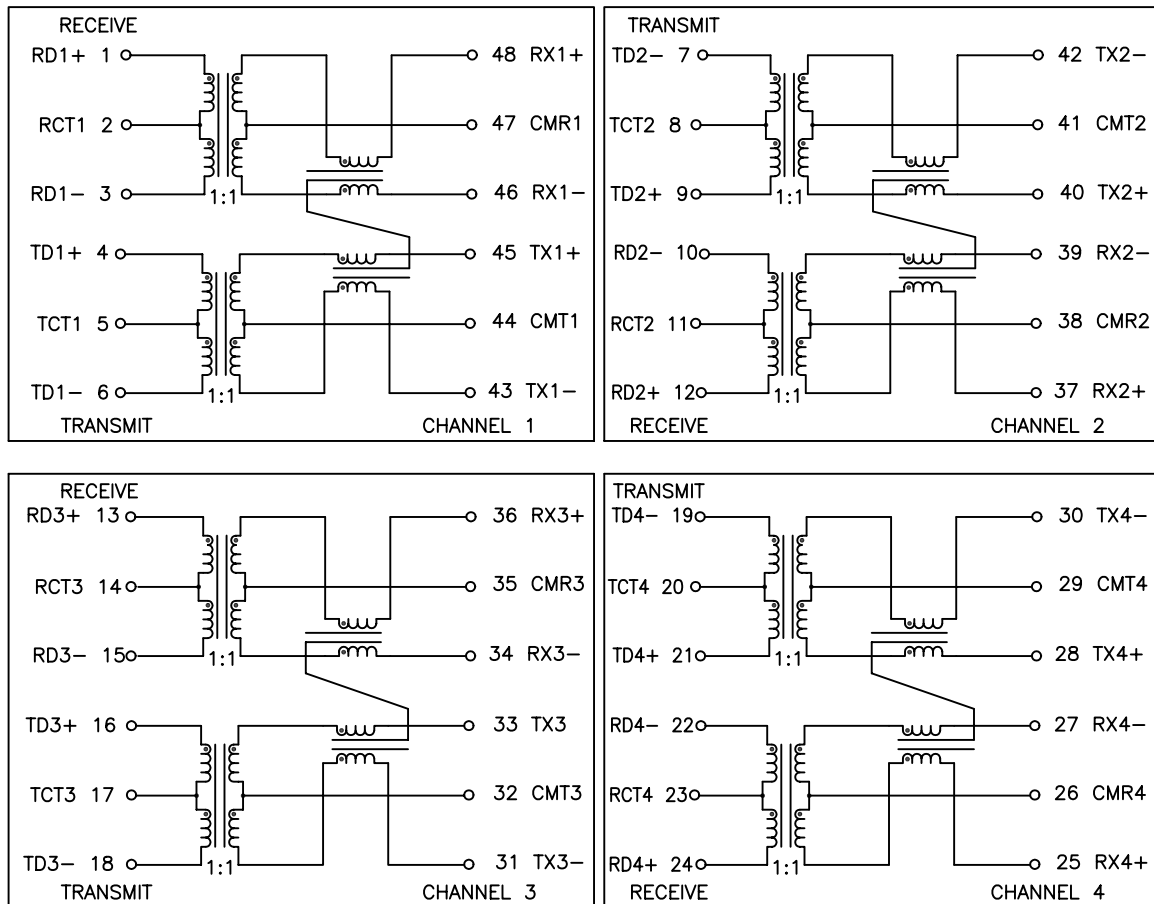 RECEIVE
RD1+ 1
48 RX1+
RCT1 2
47 CMR1
RD1- 3
1:1
46 RX1-
TD1+ 4
45 TX1+
TCT1 5
44 CMT1
TD1- 6
1:1
43 TX1-
TRANSMIT
CHANNEL 1
TRANSMIT
TD2- 7
42 TX2-
TCT2 8
41 CMT2
TD2+ 9
1:1
40 TX2+
RD2- 10
39 RX2-
RCT2 11
38 CMR2
RD2+ 12
1:1
37 RX2+
RECEIVE
CHANNEL 2
RECEIVE
RD3+ 13
36 RX3+
RCT3 14
35 CMR3
RD3- 15
1:1
34 RX3-
TD3+ 16
33 TX3
TCT3 17
32 CMT3
TD3- 18
1:1
31 TX3-
TRANSMIT
CHANNEL 3
TRANSMIT
TD4- 19
30 TX4-
TCT4 20
29 CMT4
TD4+ 21
1:1
28 TX4+
RD4- 22
27 RX4-
RCT4 23
26 CMR4
RD4+ 24
1:1
25 RX4+
RECEIVE
CHANNEL 4